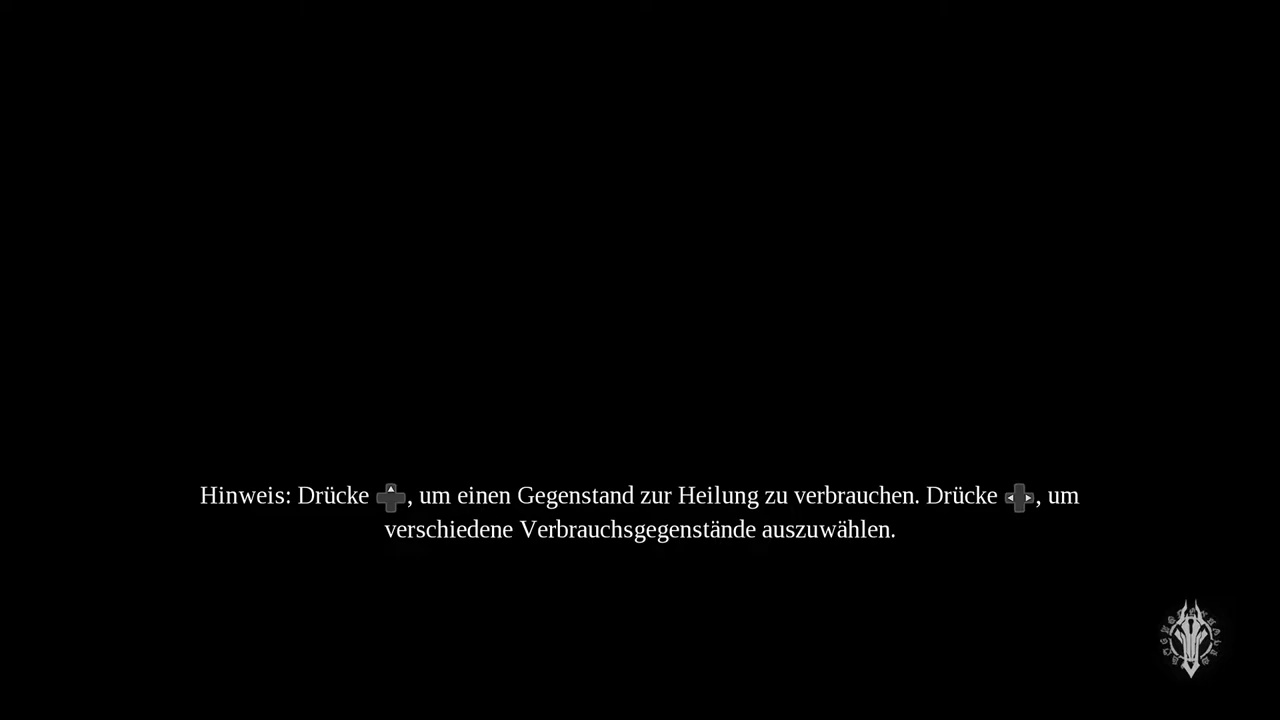 Hinweis: Drücke , um einen Gegenstand zur Heilung zu verbrauchen. Drücke , um
verschiedene Verbrauchsgegenstände auszuwählen.